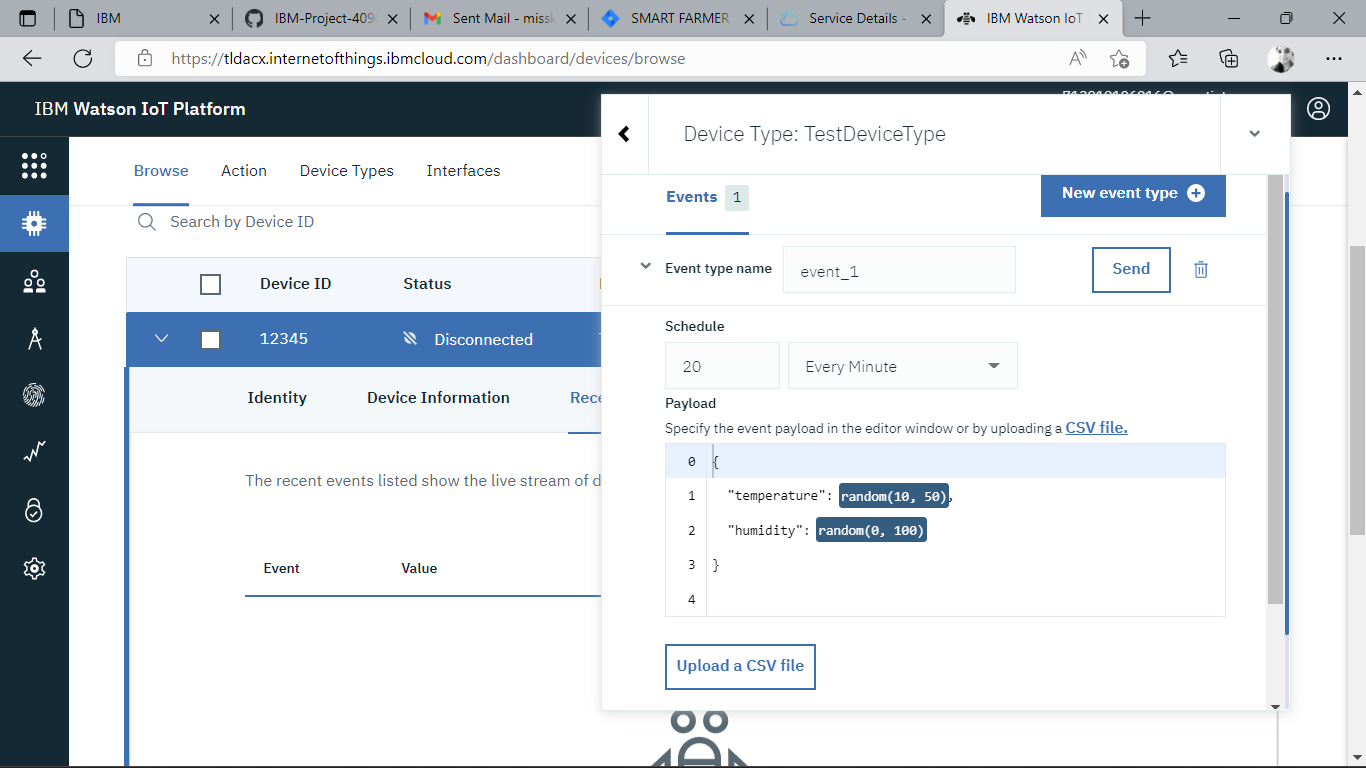 IBM
IBM-Project-409
Sent Mail - missk
SMART FARMER
Service Details -
IBM Watson IoT
https://tldacx.internetofthings.ibmcloud.com/dashboard/devices/browse
IBM Watson IoT Platform
Browse
Action
Device Types
Interfaces
Search by Device ID
Device ID
Status
12345
Disconnected
Identity
Device Information
Rece
The recent events listed show the live stream of d
Event
Value
Device Type: TestDeviceType
Events 1
New event type
Event type name
event_1
Send
Schedule
20
Every Minute
Payload
Specify the event payload in the editor window or by uploading a CSV file.
0 {
1 "temperature": random(10, 50),
2 "humidity": random(0, 100)
3 }
4
Upload a CSV file